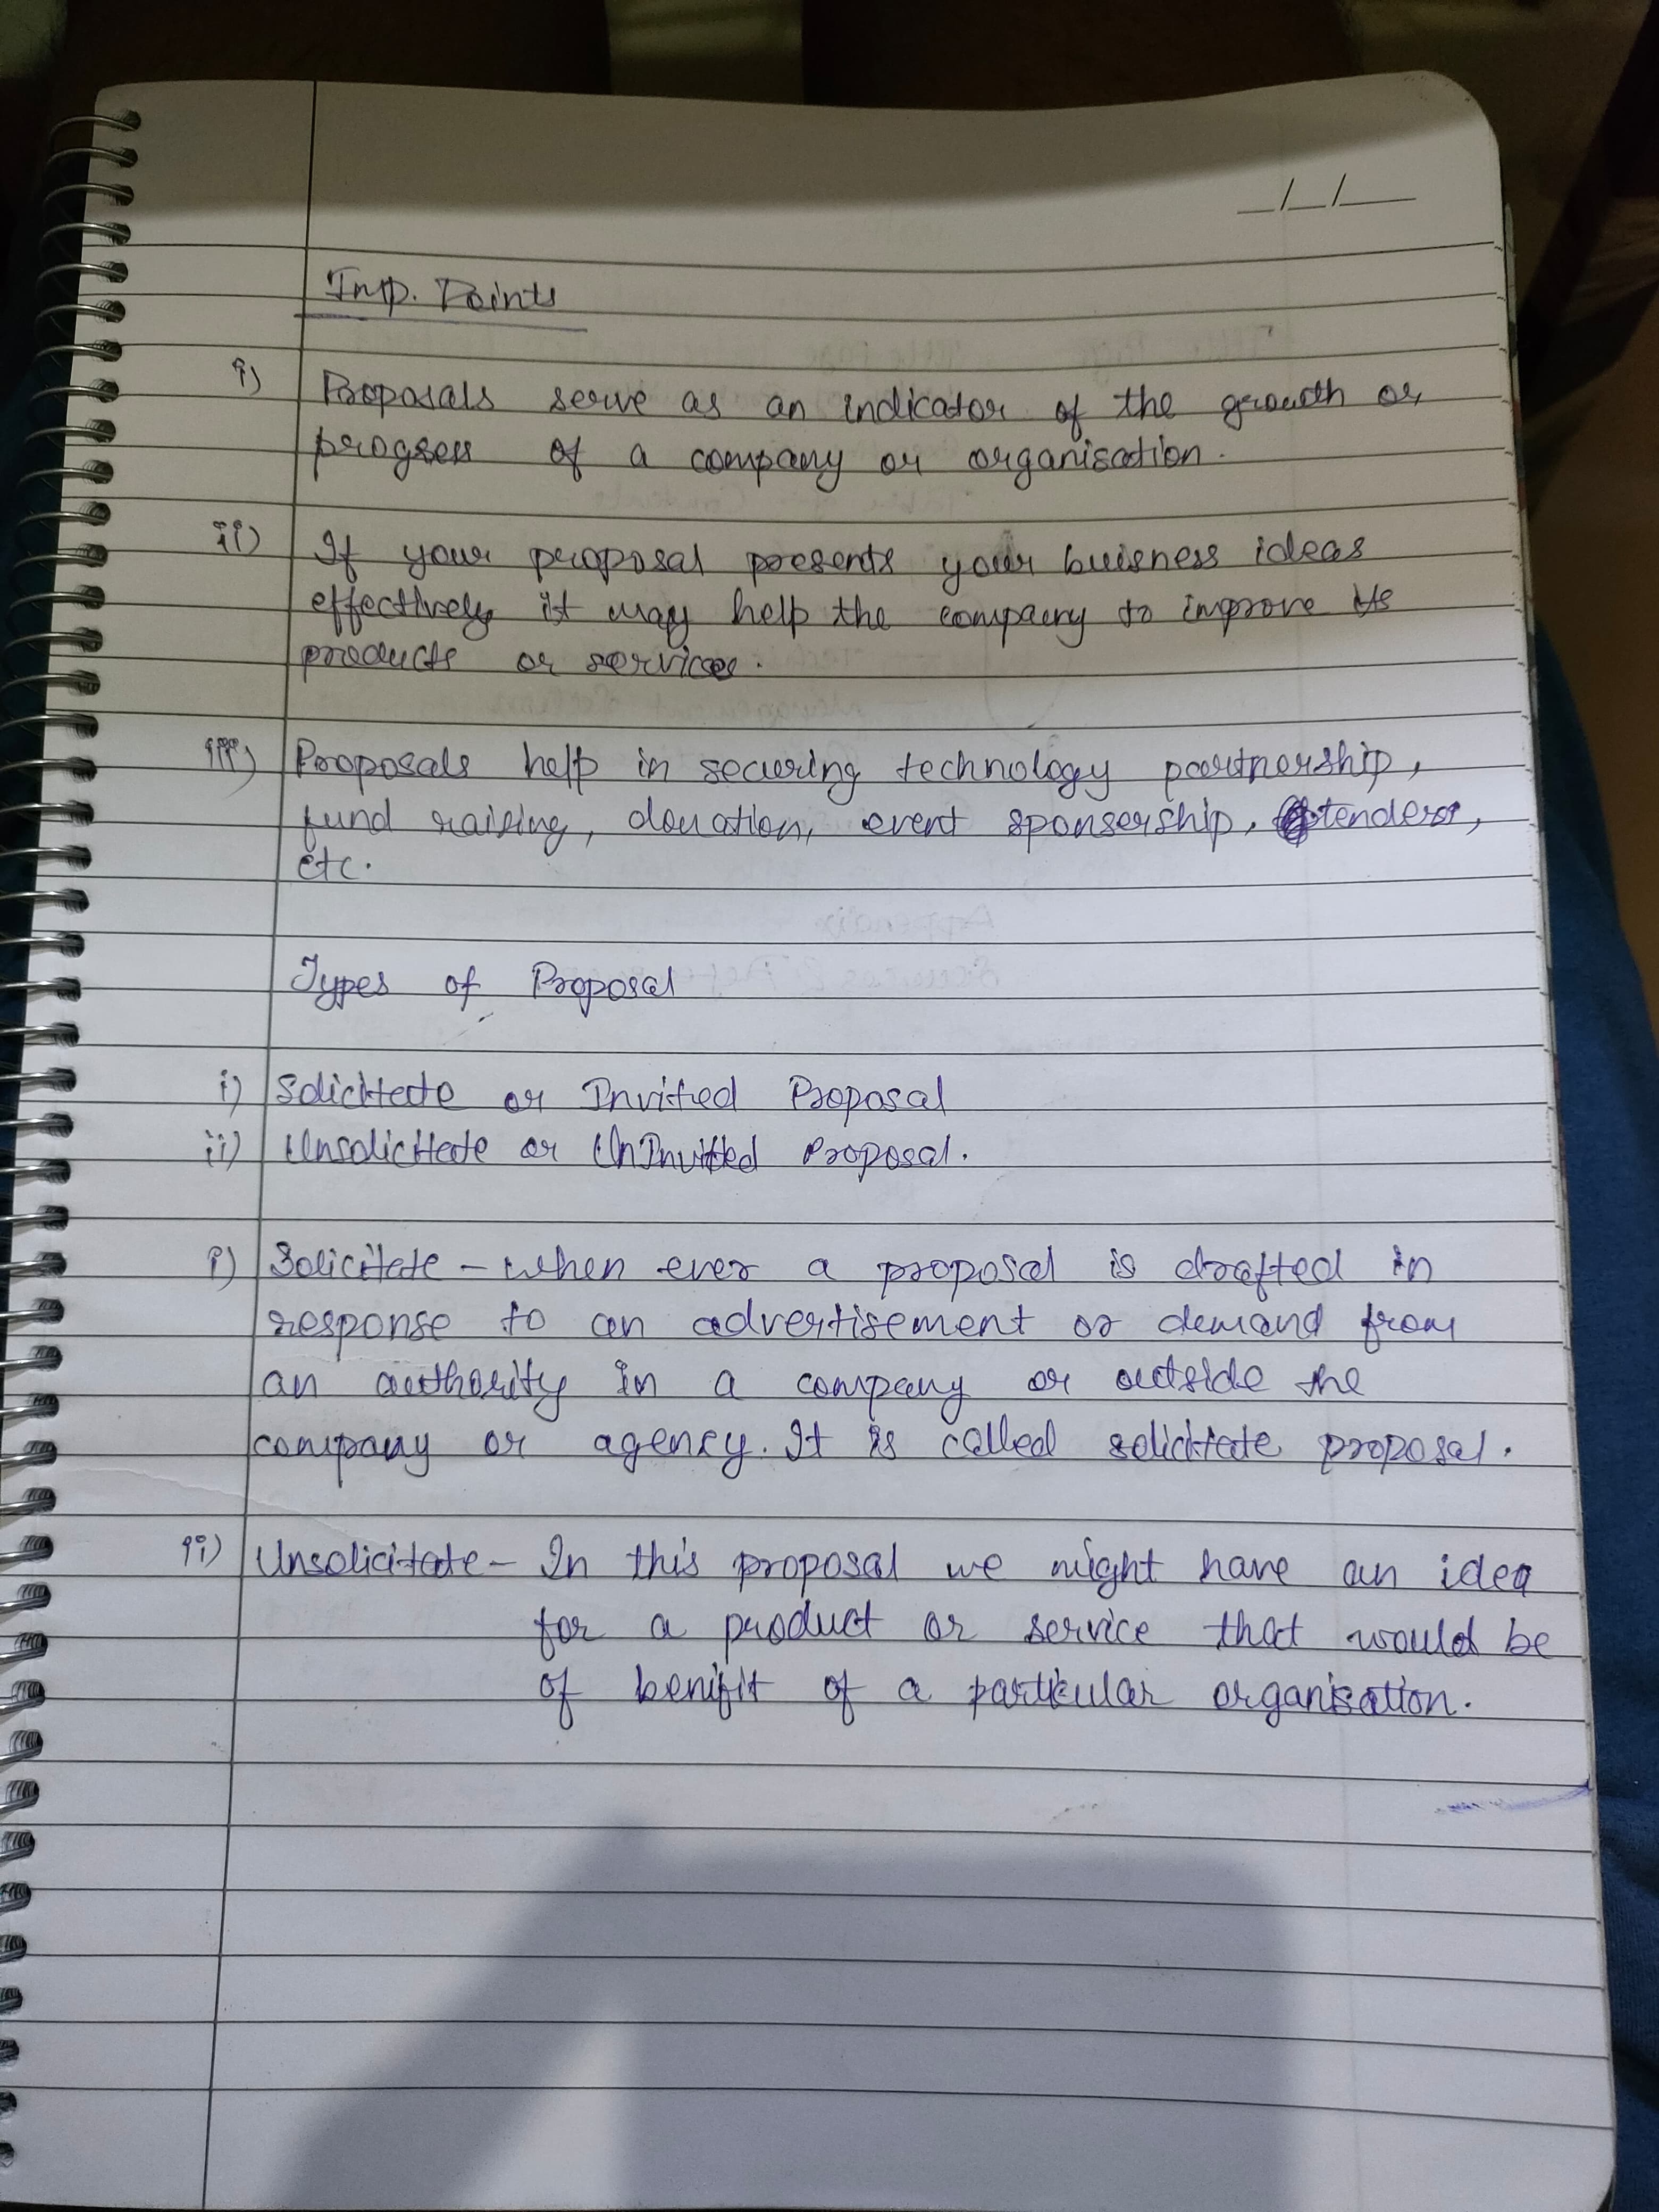 _/_/__
Imp. Points
i) Proposals serve as an indicator of the growth or
progress of a company or organisation.
ii) If your proposal presents your buisness ideas
effectively it may help the company to improve its
products or services.
iii) Proposals help in securing technology partnership,
fund raising, donation, event sponsership, tenders,
etc.
Types of Proposal
i) Solicitate or Invited Proposal
ii) Unsolicitate or UnInvited Proposal.
i) Solicitate - when ever a proposal is drafted in
response to an advertisement or demand from
an authority in a company or outside the
company or agency. It is called solicitate proposal.
ii) Unsolicitate - In this proposal we might have an idea
for a product or service that would be
of benifit of a particular organisation.